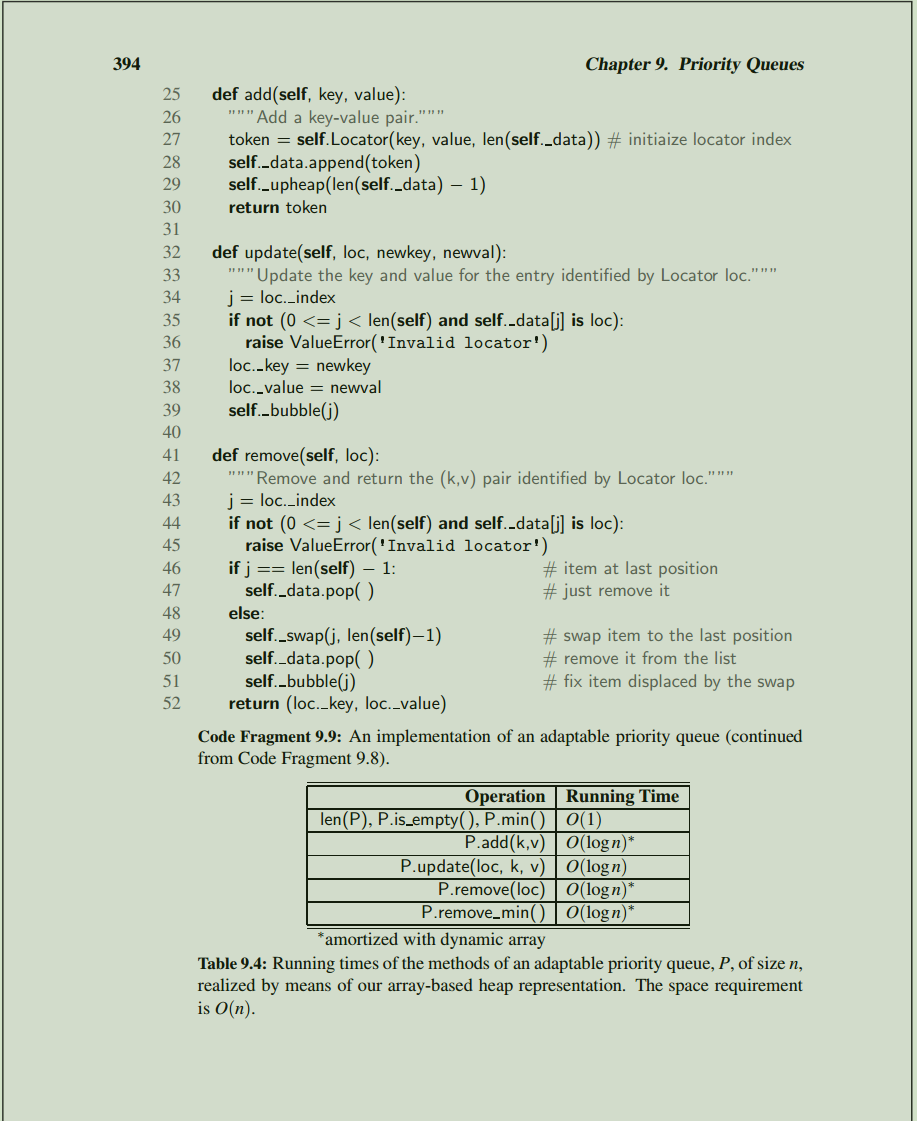 394
Chapter 9. Priority Queues
25 def add(self, key, value):
26 """Add a key-value pair."""
27 token = self.Locator(key, value, len(self._data)) # initiaize locator index
28 self._data.append(token)
29 self._upheap(len(self._data) − 1)
30 return token
31
32 def update(self, loc, newkey, newval):
33 """Update the key and value for the entry identified by Locator loc."""
34 j = loc._index
35 if not (0 <= j < len(self) and self._data[j] is loc):
36 raise ValueError('Invalid locator')
37 loc._key = newkey
38 loc._value = newval
39 self._bubble(j)
40
41 def remove(self, loc):
42 """Remove and return the (k,v) pair identified by Locator loc."""
43 j = loc._index
44 if not (0 <= j < len(self) and self._data[j] is loc):
45 raise ValueError('Invalid locator')
46 if j == len(self) − 1: # item at last position
47 self._data.pop( ) # just remove it
48 else:
49 self._swap(j, len(self)−1) # swap item to the last position
50 self._data.pop( ) # remove it from the list
51 self._bubble(j) # fix item displaced by the swap
52 return (loc._key, loc._value)
Code Fragment 9.9: An implementation of an adaptable priority queue (continued
from Code Fragment 9.8).
Operation Running Time
len(P), P.is_empty( ), P.min( ) O(1)
P.add(k,v) O(log n)*
P.update(loc, k, v) O(log n)
P.remove(loc) O(log n)*
P.remove_min( ) O(log n)*
*amortized with dynamic array
Table 9.4: Running times of the methods of an adaptable priority queue, P, of size n,
realized by means of our array-based heap representation. The space requirement
is O(n).